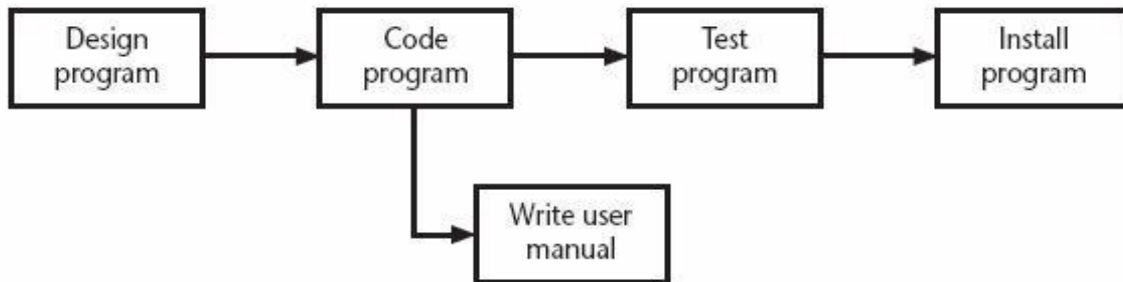 Design
program
Code
program
Test
program
Install
program
Write user
manual